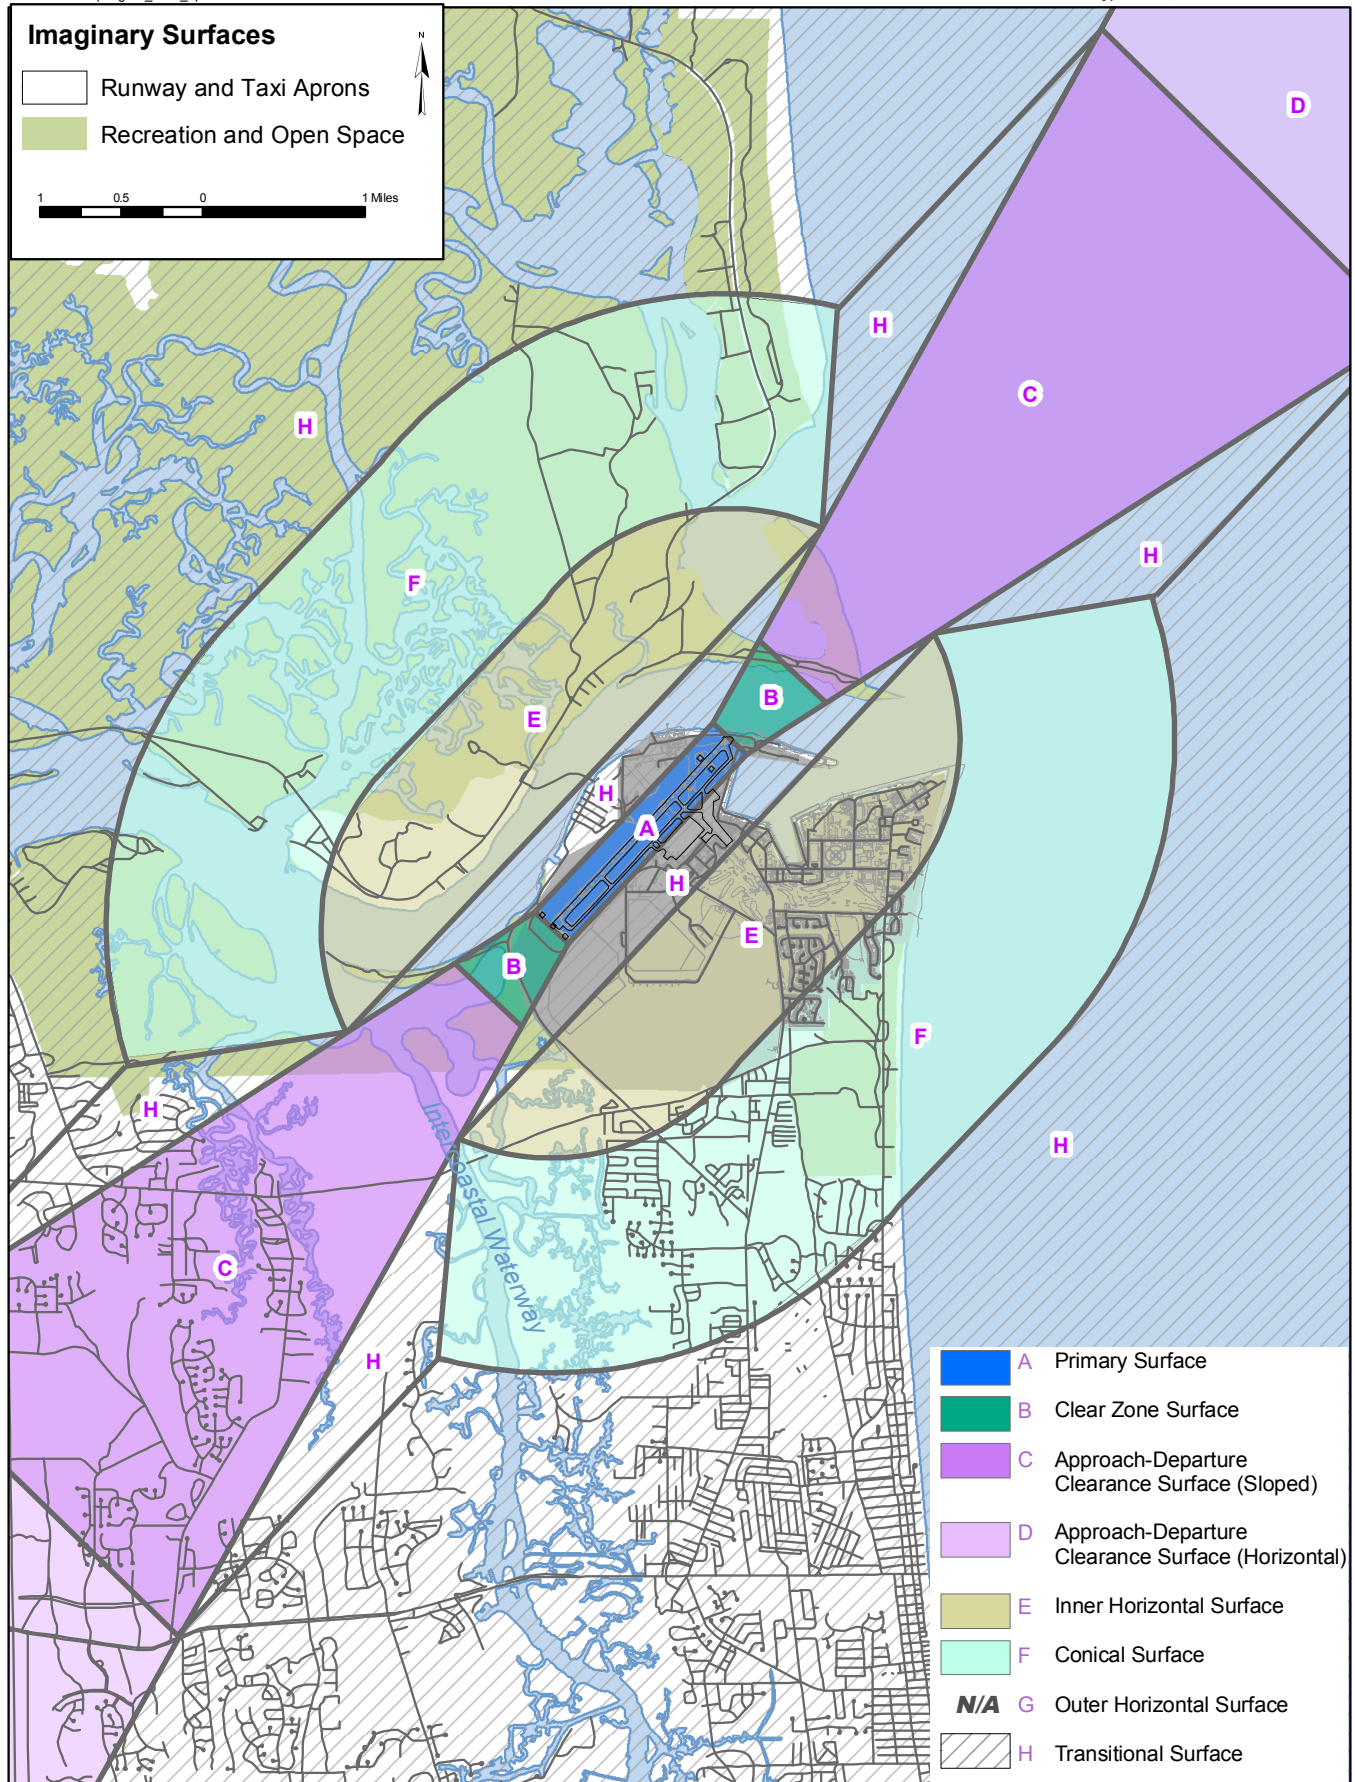 Imaginary Surfaces
N
Runway and Taxi Aprons
Recreation and Open Space
1 0.5 0 1 Miles
D
H
C
H
H
F
E
B
H
A
H
E
B
F
H
H
Intercoastal Waterway
C
H
A Primary Surface
B Clear Zone Surface
C Approach-Departure
Clearance Surface (Sloped)
D Approach-Departure
Clearance Surface (Horizontal)
E Inner Horizontal Surface
F Conical Surface
N/A G Outer Horizontal Surface
H Transitional Surface